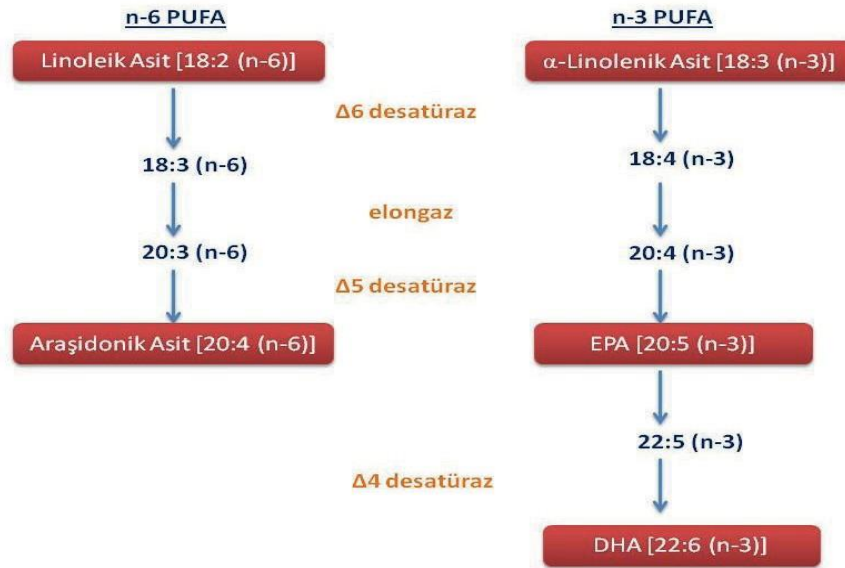 n-6 PUFA
n-3 PUFA
Linoleik Asit [18:2 (n-6)]
α-Linolenik Asit [18:3 (n-3)]
Δ6 desatüraz
18:3 (n-6)
18:4 (n-3)
elongaz
20:3 (n-6)
20:4 (n-3)
Δ5 desatüraz
Araşidonik Asit [20:4 (n-6)]
EPA [20:5 (n-3)]
22:5 (n-3)
Δ4 desatüraz
DHA [22:6 (n-3)]